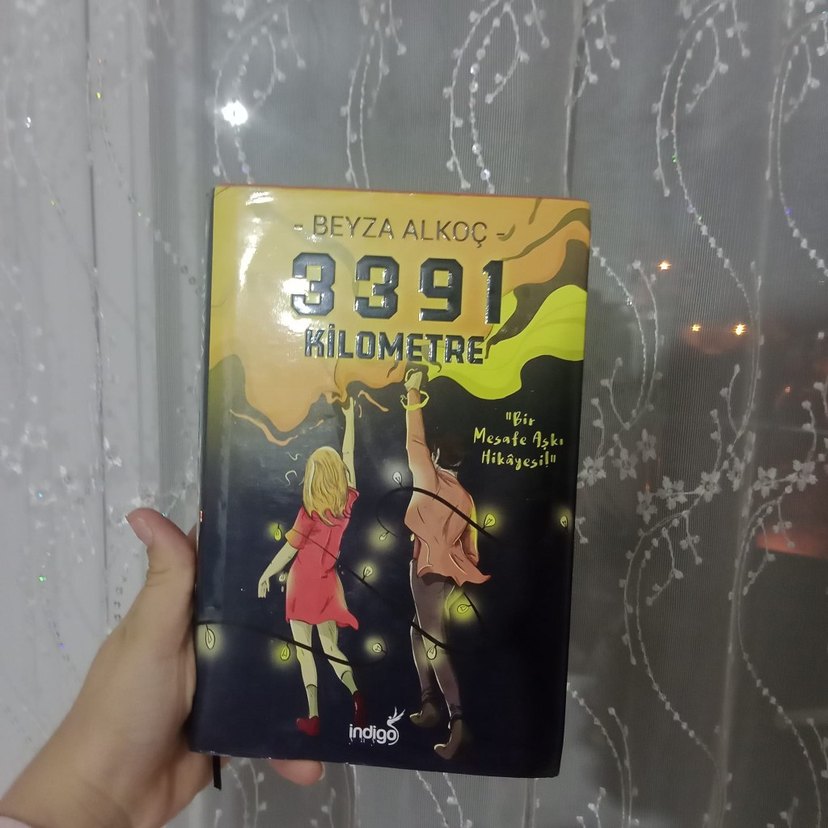 - BEYZA ALKOÇ -
3391
KİLOMETRE
"Bir
Mesafe Aşkı
Hikâyesi!"
indigo